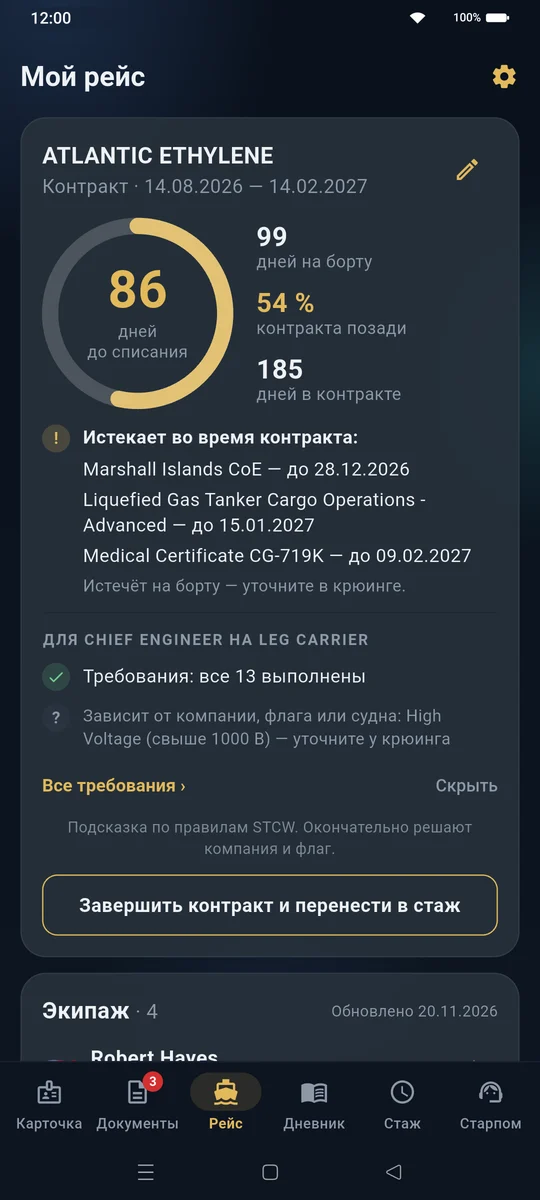 12:00
100%
Мой рейс
ATLANTIC ETHYLENE
Контракт · 14.08.2026 — 14.02.2027
86
дней
до списания
99
дней на борту
54 %
контракта позади
185
дней в контракте
!
Истекает во время контракта:
Marshall Islands CoE — до 28.12.2026
Liquefied Gas Tanker Cargo Operations -
Advanced — до 15.01.2027
Medical Certificate CG-719K — до 09.02.2027
Истечёт на борту — уточните в крюинге.
ДЛЯ CHIEF ENGINEER НА LEG CARRIER
Требования: все 13 выполнены
?
Зависит от компании, флага или судна: High
Voltage (свыше 1000 В) — уточните у крюинга
Все требования ›
Скрыть
Подсказка по правилам STCW. Окончательно решают
компания и флаг.
Завершить контракт и перенести в стаж
Экипаж · 4
Обновлено 20.11.2026
Robert Hayes
3
Карточка
Документы
Рейс
Дневник
Стаж
Старпом